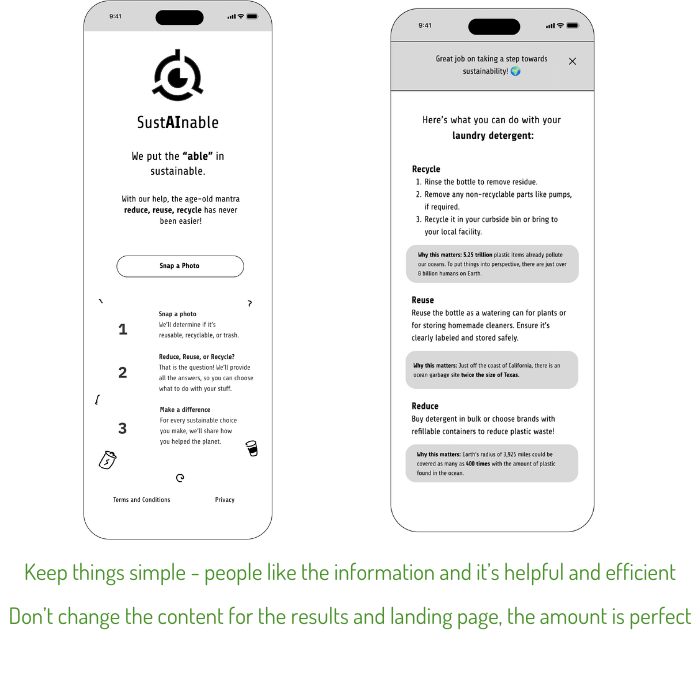 9:41
SustAInable
We put the “able” in
sustainable.
With our help, the age-old mantra
reduce, reuse, recycle has never
been easier!
Snap a Photo
1
Snap a photo
We'll determine if it's
reusable, recyclable, or trash.
2
Reduce, Reuse, or Recycle?
That is the question! We'll provide
all the answers, so you can choose
what to do with your stuff.
3
Make a difference
For every sustainable choice
you make, we'll share how
you helped the planet.
Terms and Conditions
Privacy
9:41
Great job on taking a step towards
sustainability! 🌍
Here's what you can do with your
laundry detergent:
Recycle
1. Rinse the bottle to remove residue.
2. Remove any non-recyclable parts like pumps,
if required.
3. Recycle it in your curbside bin or bring to
your local facility.
Why this matters: 5.25 trillion plastic items already pollute
our oceans. To put things into perspective, there are just over
8 billion humans on Earth.
Reuse
Reuse the bottle as a watering can for plants or
for storing homemade cleaners. Ensure it's
clearly labeled and stored safely.
Why this matters: Just off the coast of California, there is an
ocean garbage site twice the size of Texas.
Reduce
Buy detergent in bulk or choose brands with
refillable containers to reduce plastic waste!
Why this matters: Earth's radius of 3,925 miles could be
covered as many as 400 times with the amount of plastic
found in the ocean.
Keep things simple - people like the information and it's helpful and efficient
Don't change the content for the results and landing page, the amount is perfect